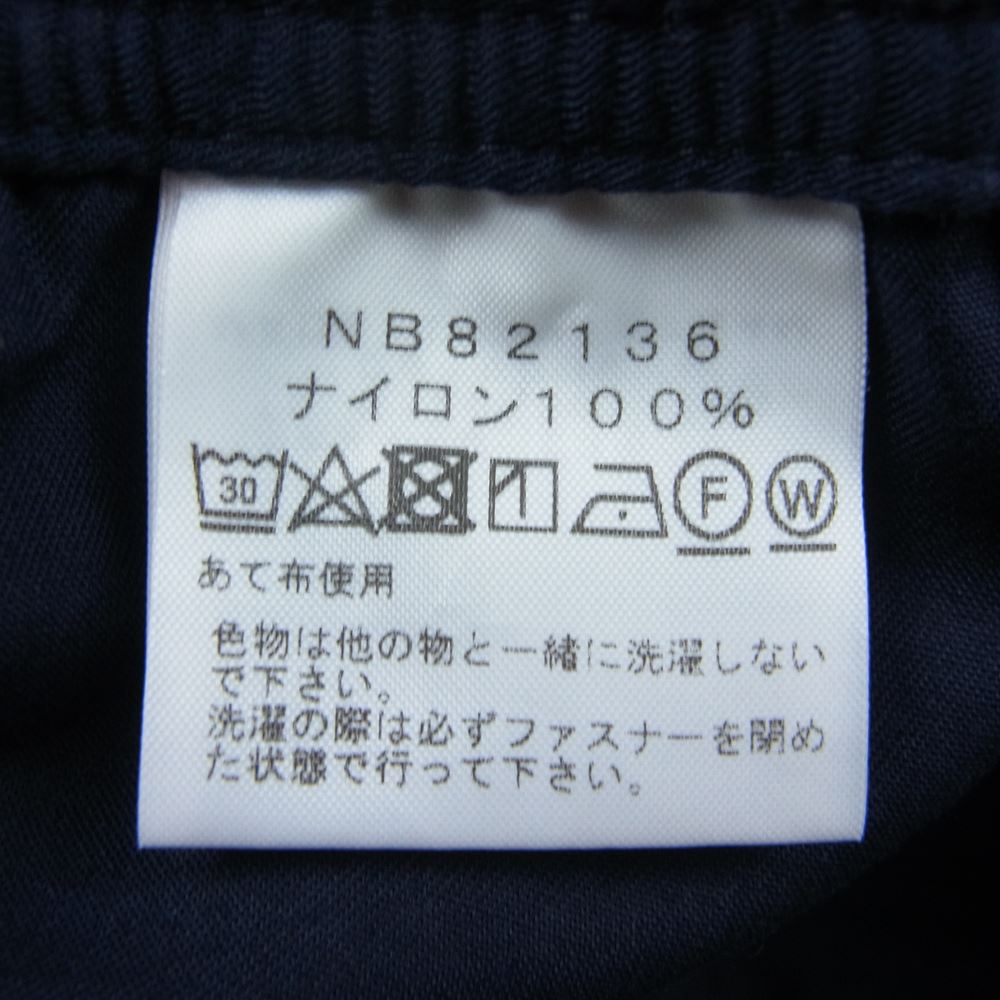 NB82136
ナイロン100%
30 F W
あて布使用
色物は他の物と一緒に洗濯しない
で下さい。
洗濯の際は必ずファスナーを閉め
た状態で行って下さい。